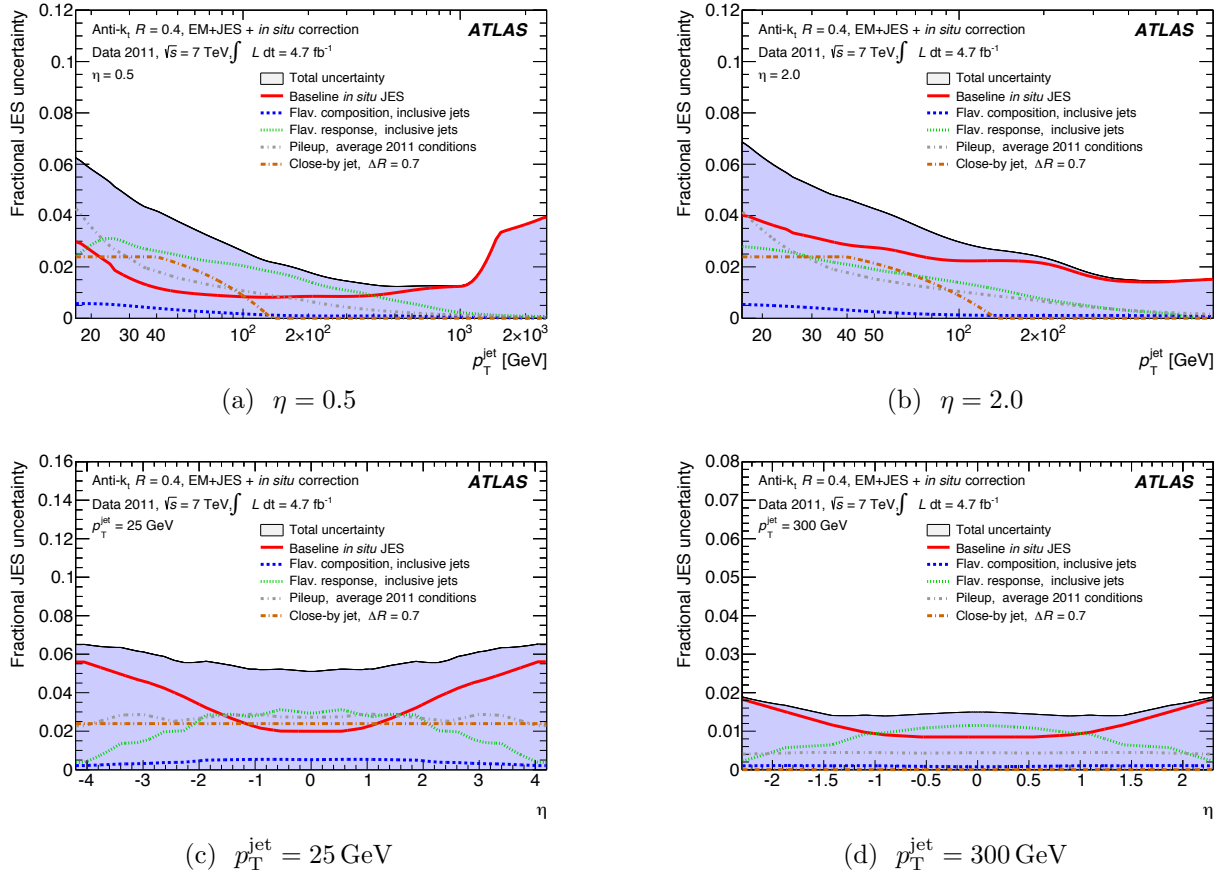 Fractional JES uncertainty
0.12
0.1
0.08
0.06
0.04
0.02
0
Anti-kt R = 0.4, EM+JES + in situ correction
ATLAS
Data 2011, √s = 7 TeV, ∫ L dt = 4.7 fb⁻¹
η = 0.5
Total uncertainty
Baseline in situ JES
Flav. composition, inclusive jets
Flav. response, inclusive jets
Pileup, average 2011 conditions
Close-by jet, ΔR = 0.7
20 30 40 10² 2×10² 10³ 2×10³
p_T^jet [GeV]
(a) η = 0.5
Fractional JES uncertainty
0.12
0.1
0.08
0.06
0.04
0.02
0
Anti-kt R = 0.4, EM+JES + in situ correction
ATLAS
Data 2011, √s = 7 TeV, ∫ L dt = 4.7 fb⁻¹
η = 2.0
Total uncertainty
Baseline in situ JES
Flav. composition, inclusive jets
Flav. response, inclusive jets
Pileup, average 2011 conditions
Close-by jet, ΔR = 0.7
20 30 40 50 10² 2×10²
p_T^jet [GeV]
(b) η = 2.0
Fractional JES uncertainty
0.16
0.14
0.12
0.1
0.08
0.06
0.04
0.02
0
Anti-kt R = 0.4, EM+JES + in situ correction
ATLAS
Data 2011, √s = 7 TeV, ∫ L dt = 4.7 fb⁻¹
p_T^jet = 25 GeV
Total uncertainty
Baseline in situ JES
Flav. composition, inclusive jets
Flav. response, inclusive jets
Pileup, average 2011 conditions
Close-by jet, ΔR = 0.7
-4 -3 -2 -1 0 1 2 3 4
η
(c) p_T^jet = 25 GeV
Fractional JES uncertainty
0.08
0.07
0.06
0.05
0.04
0.03
0.02
0.01
0
Anti-kt R = 0.4, EM+JES + in situ correction
ATLAS
Data 2011, √s = 7 TeV, ∫ L dt = 4.7 fb⁻¹
p_T^jet = 300 GeV
Total uncertainty
Baseline in situ JES
Flav. composition, inclusive jets
Flav. response, inclusive jets
Pileup, average 2011 conditions
Close-by jet, ΔR = 0.7
-2 -1.5 -1 -0.5 0 0.5 1 1.5 2
η
(d) p_T^jet = 300 GeV